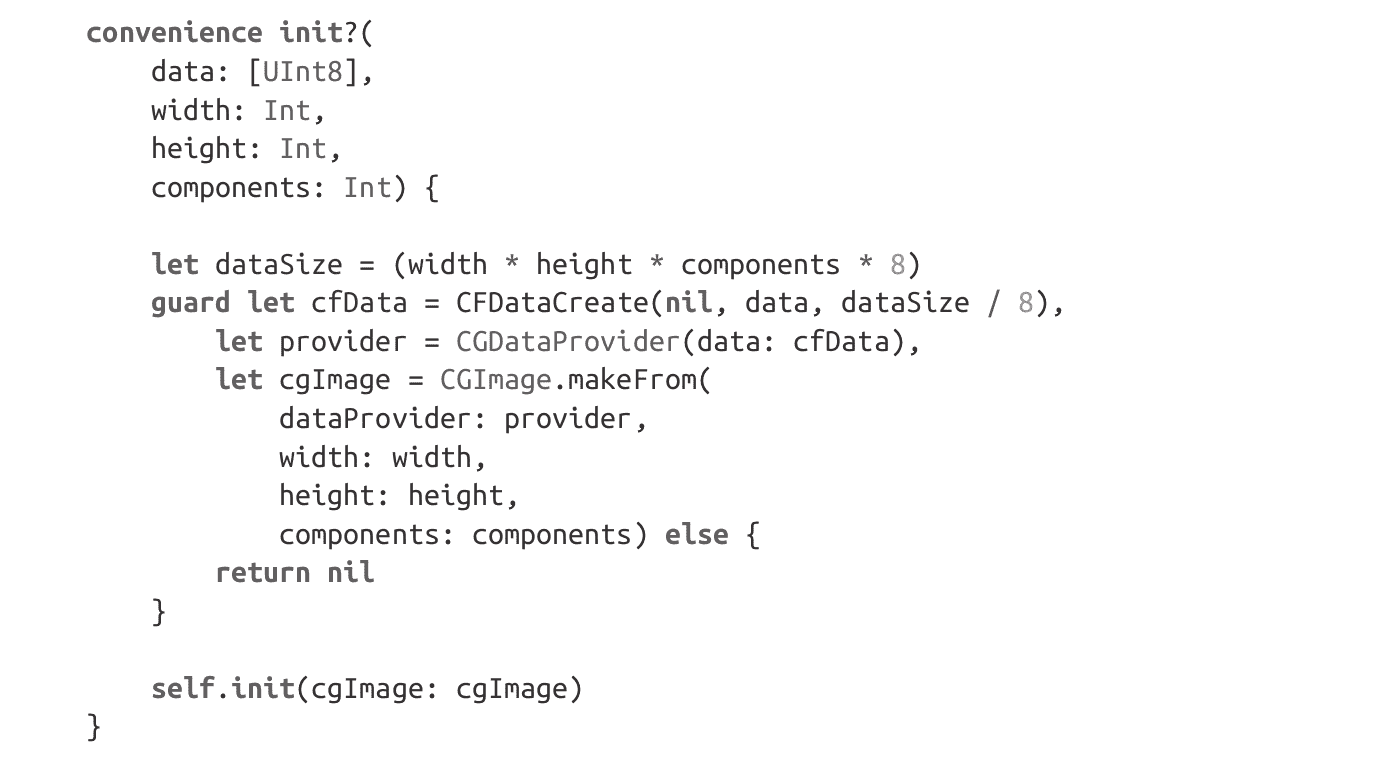 convenience init?(
    data: [UInt8],
    width: Int,
    height: Int,
    components: Int) {

    let dataSize = (width * height * components * 8)
    guard let cfData = CFDataCreate(nil, data, dataSize / 8),
        let provider = CGDataProvider(data: cfData),
        let cgImage = CGImage.makeFrom(
            dataProvider: provider,
            width: width,
            height: height,
            components: components) else {
        return nil
    }

    self.init(cgImage: cgImage)
}